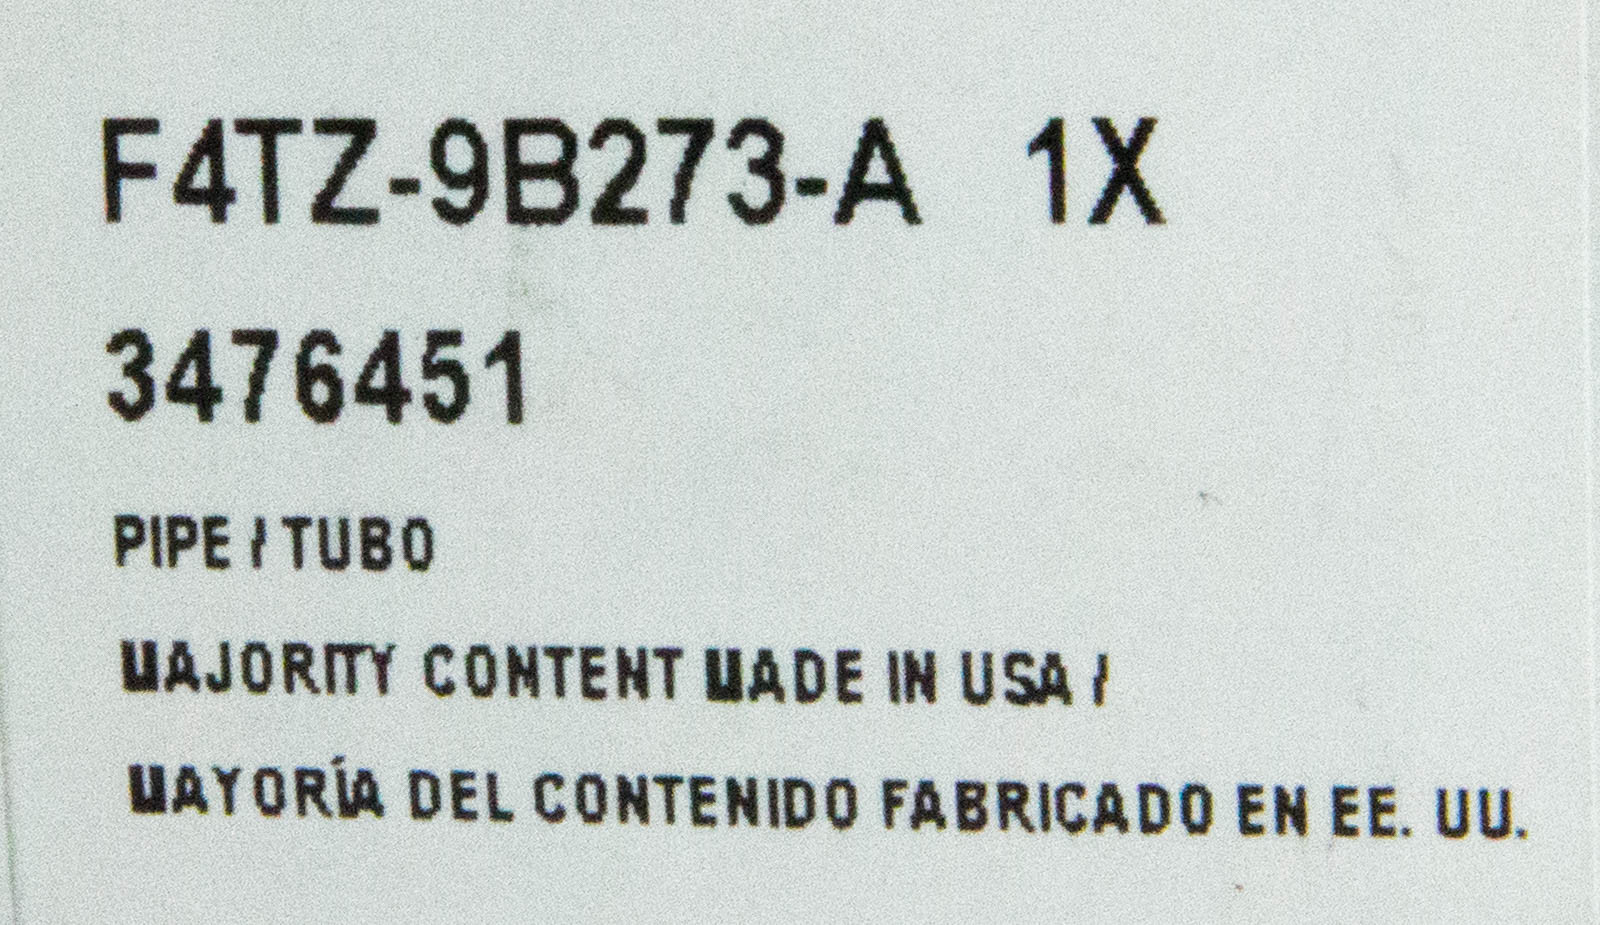 F4TZ-9B273-A 1X
3476451
PIPE / TUBO
MAJORITY CONTENT MADE IN USA /
MAYORÍA DEL CONTENIDO FABRICADO EN EE. UU.